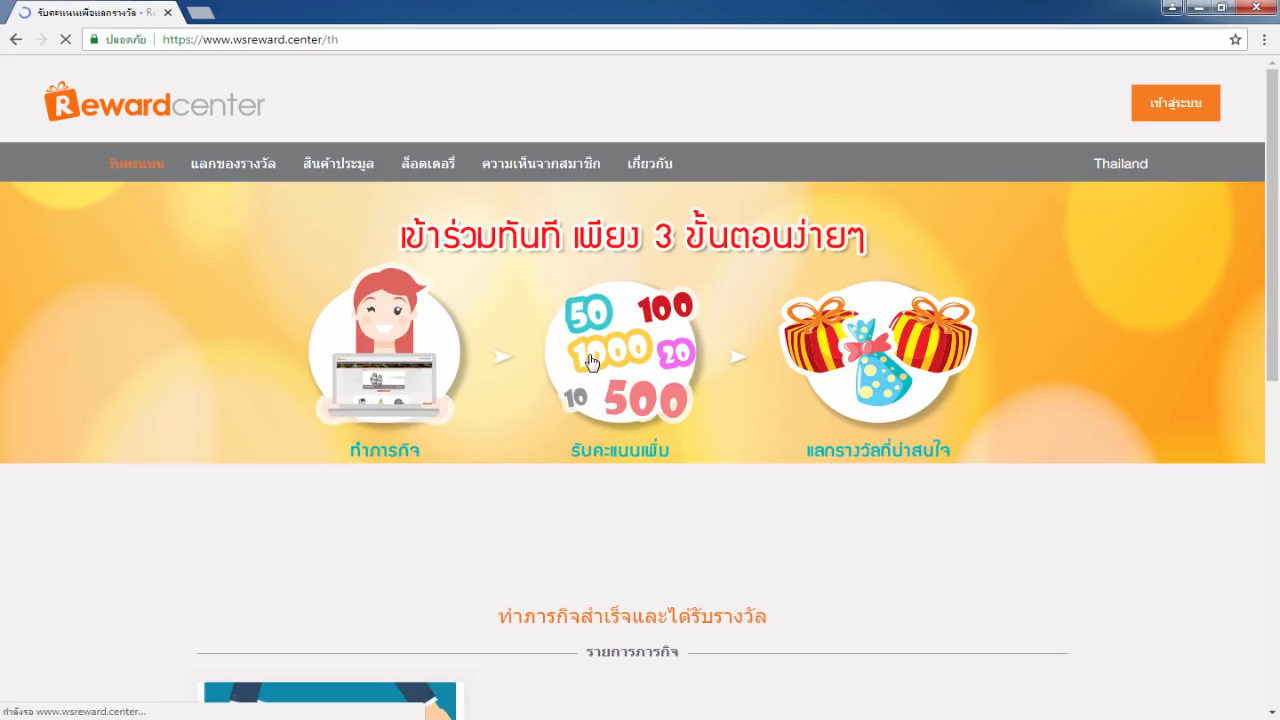 รับคะแนนเพื่อแลกรางวัล - Re
ปลอดภัย
https://www.wsreward.center/th
Rewardcenter
เข้าสู่ระบบ
รับคะแนน แลกของรางวัล สินค้าประมูล ล็อตเตอรี่ ความเห็นจากสมาชิก เกี่ยวกับ Thailand
เข้าร่วมทันที เพียง 3 ขั้นตอนง่ายๆ
50 100
1000 20
10 500
ทำภารกิจ รับคะแนนเพิ่ม แลกรางวัลที่น่าสนใจ
ทำภารกิจสำเร็จและได้รับรางวัล
รายการภารกิจ
กำลังรอ www.wsreward.center...